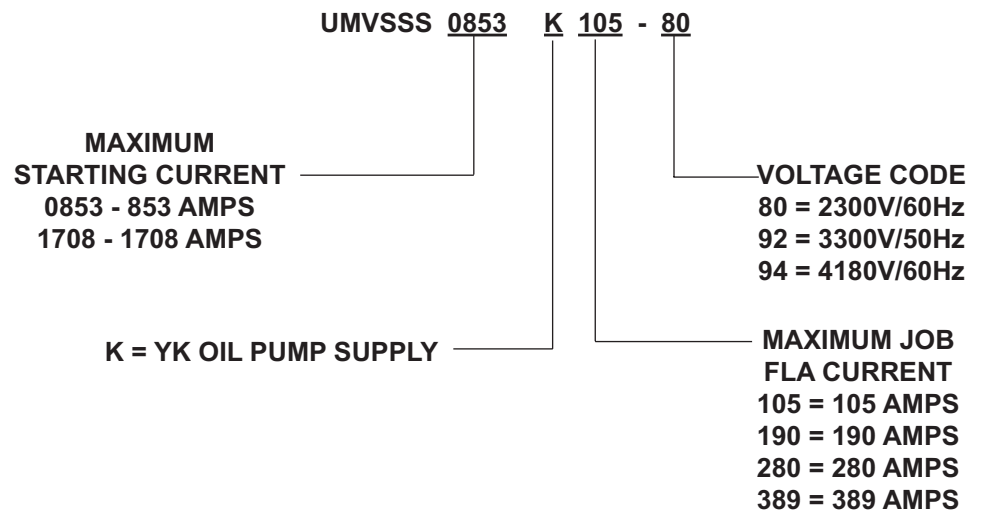 UMVSSS 0853 K 105 - 80
MAXIMUM
STARTING CURRENT
0853 - 853 AMPS
1708 - 1708 AMPS
VOLTAGE CODE
80 = 2300V/60Hz
92 = 3300V/50Hz
94 = 4180V/60Hz
K = YK OIL PUMP SUPPLY
MAXIMUM JOB
FLA CURRENT
105 = 105 AMPS
190 = 190 AMPS
280 = 280 AMPS
389 = 389 AMPS